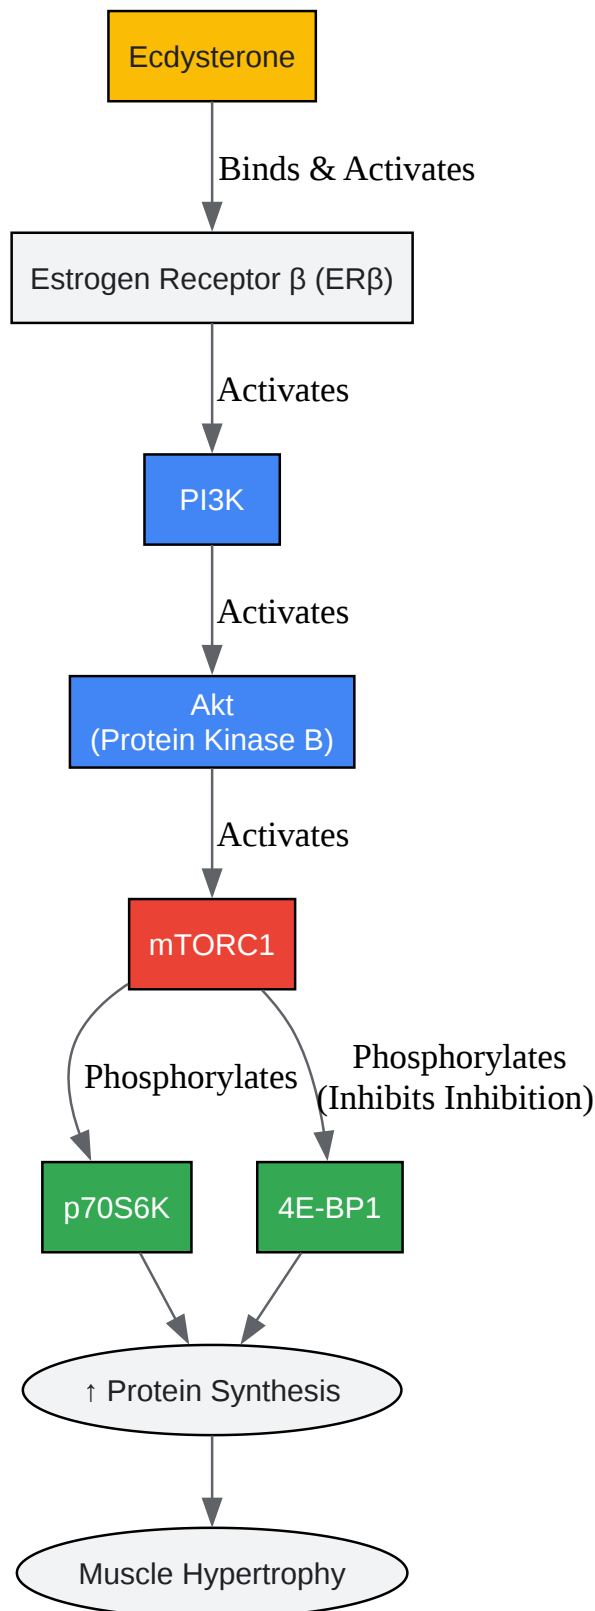 Ecdysterone
Binds & Activates
Estrogen Receptor β (ERβ)
Activates
PI3K
Activates
Akt
(Protein Kinase B)
Activates
mTORC1
Phosphorylates
Phosphorylates
(Inhibits Inhibition)
p70S6K
4E-BP1
↑ Protein Synthesis
Muscle Hypertrophy